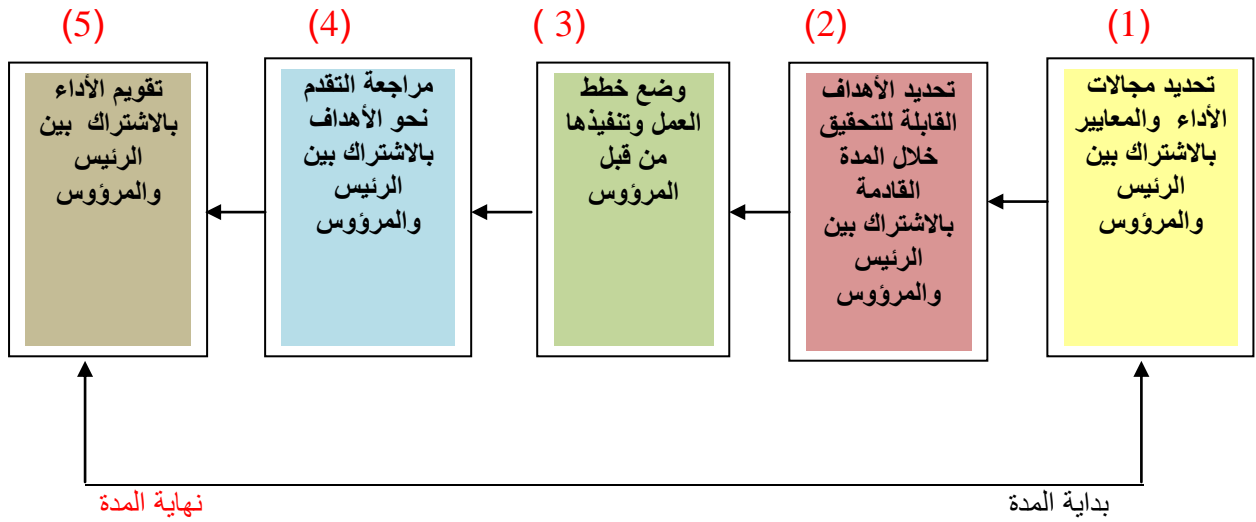 (1)
تحديد مجالات
الأداء والمعايير
بالاشتراك بين
الرئيس
والمرؤوس
(2)
تحديد الأهداف
القابلة للتحقيق
خلال المدة
القادمة
بالاشتراك بين
الرئيس
والمرؤوس
( 3)
وضع خطط
العمل وتنفيذها
من قبل
المرؤوس
(4)
مراجعة التقدم
نحو الأهداف
بالاشتراك بين
الرئيس
والمرؤوس
(5)
تقويم الأداء
بالاشتراك بين
الرئيس
والمرؤوس
بداية المدة
نهاية المدة